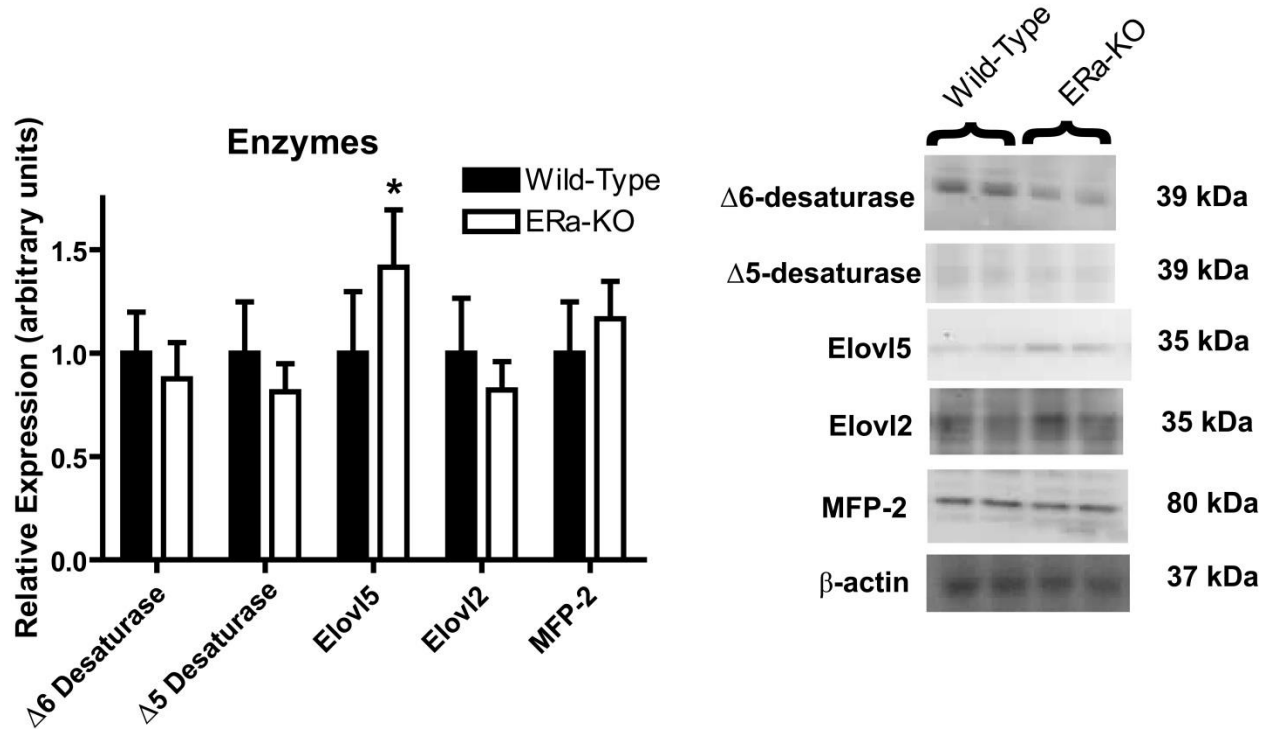 Enzymes
Wild-Type
ERa-KO
*
Relative Expression (arbitrary units)
1.5
1.0
0.5
0.0
Δ6 Desaturase
Δ5 Desaturase
Elovl5
Elovl2
MFP-2
Wild-Type
ERa-KO
Δ6-desaturase 39 kDa
Δ5-desaturase 39 kDa
Elovl5 35 kDa
Elovl2 35 kDa
MFP-2 80 kDa
β-actin 37 kDa